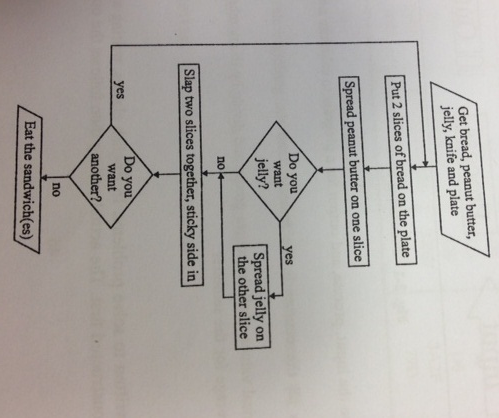 Get bread, peanut butter,
jelly, knife and plate
Put 2 slices of bread on the plate
Spread peanut butter on one slice
Do you
want
jelly?
yes
Spread jelly on
the other slice
no
Slap two slices together, sticky side in
Do you
want
another?
yes
no
Eat the sandwich(es)